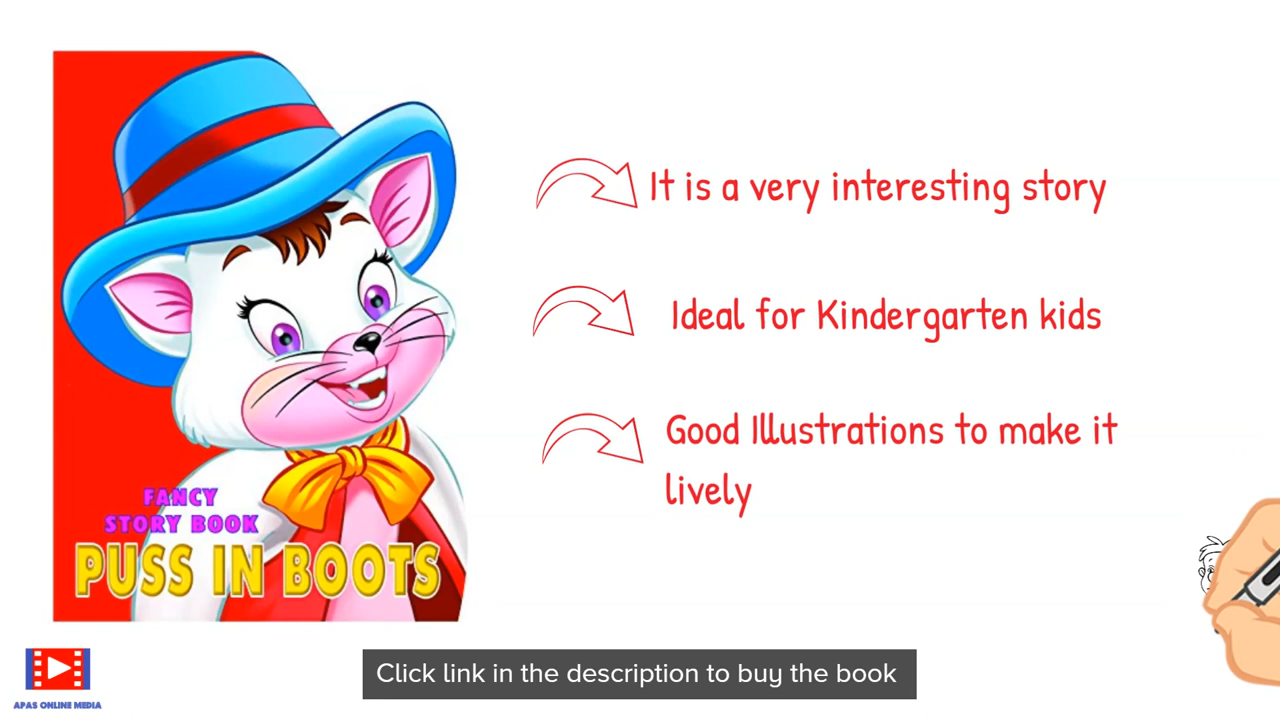 It is a very interesting story
Ideal for Kindergarten kids
Good Illustrations to make it
lively
FANCY
STORY BOOK
PUSS IN BOOTS
Click link in the description to buy the book
APAS ONLINE MEDIA